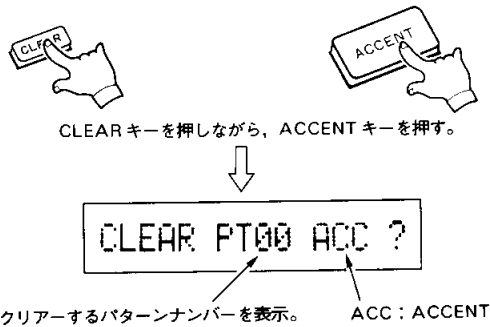 CLEAR
ACCENT
CLEARキーを押しながら，ACCENTキーを押す。
CLEAR PT00 ACC ?
クリアーするパターンナンバーを表示。
ACC：ACCENT